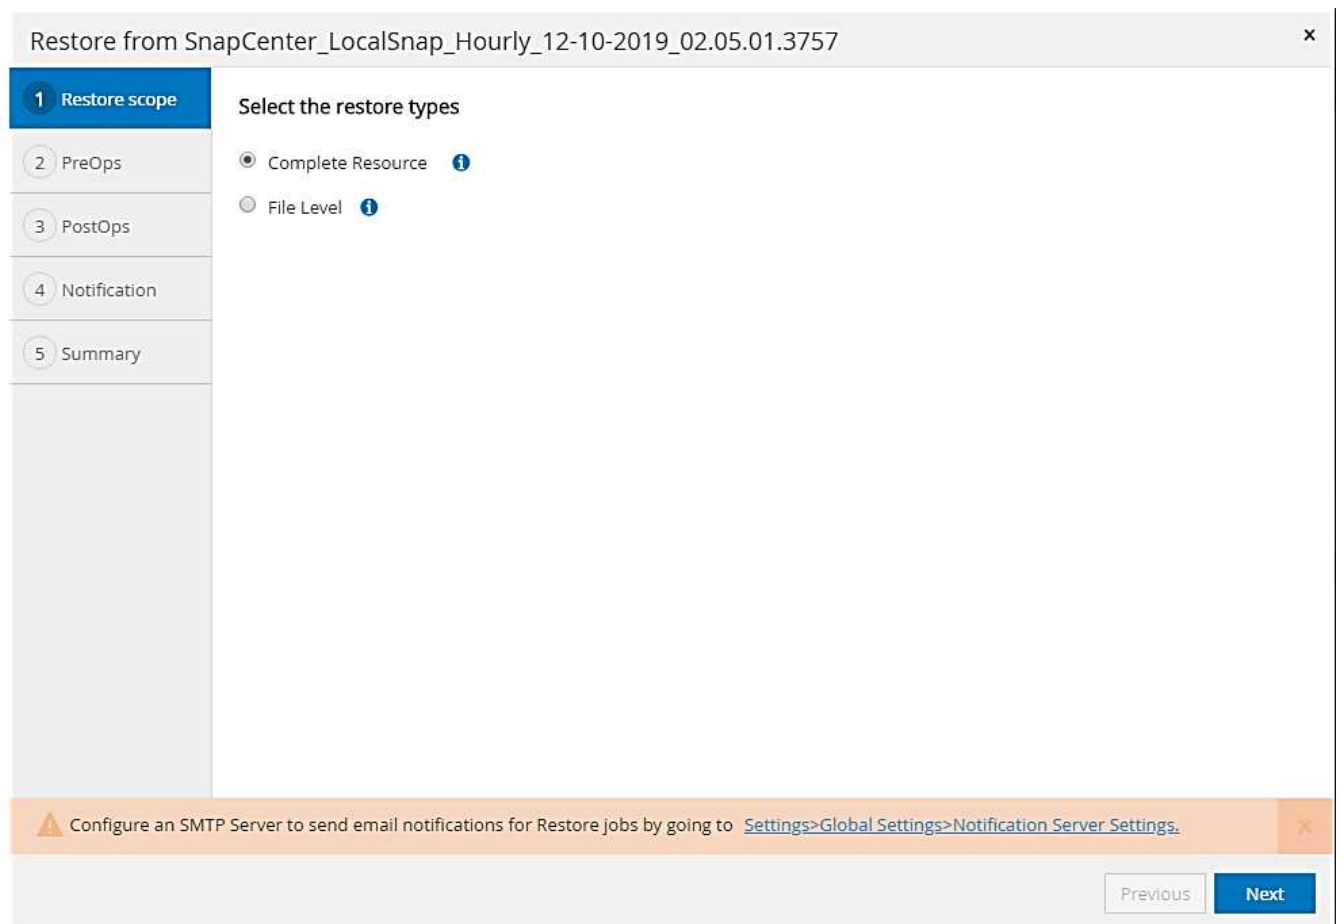 Restore from SnapCenter_LocalSnap_Hourly_12-10-2019_02.05.01.3757
x
1 Restore scope
2 PreOps
3 PostOps
4 Notification
5 Summary
Select the restore types
Complete Resource i
File Level i
Configure an SMTP Server to send email notifications for Restore jobs by going to Settings>Global Settings>Notification Server Settings.
x
Previous Next